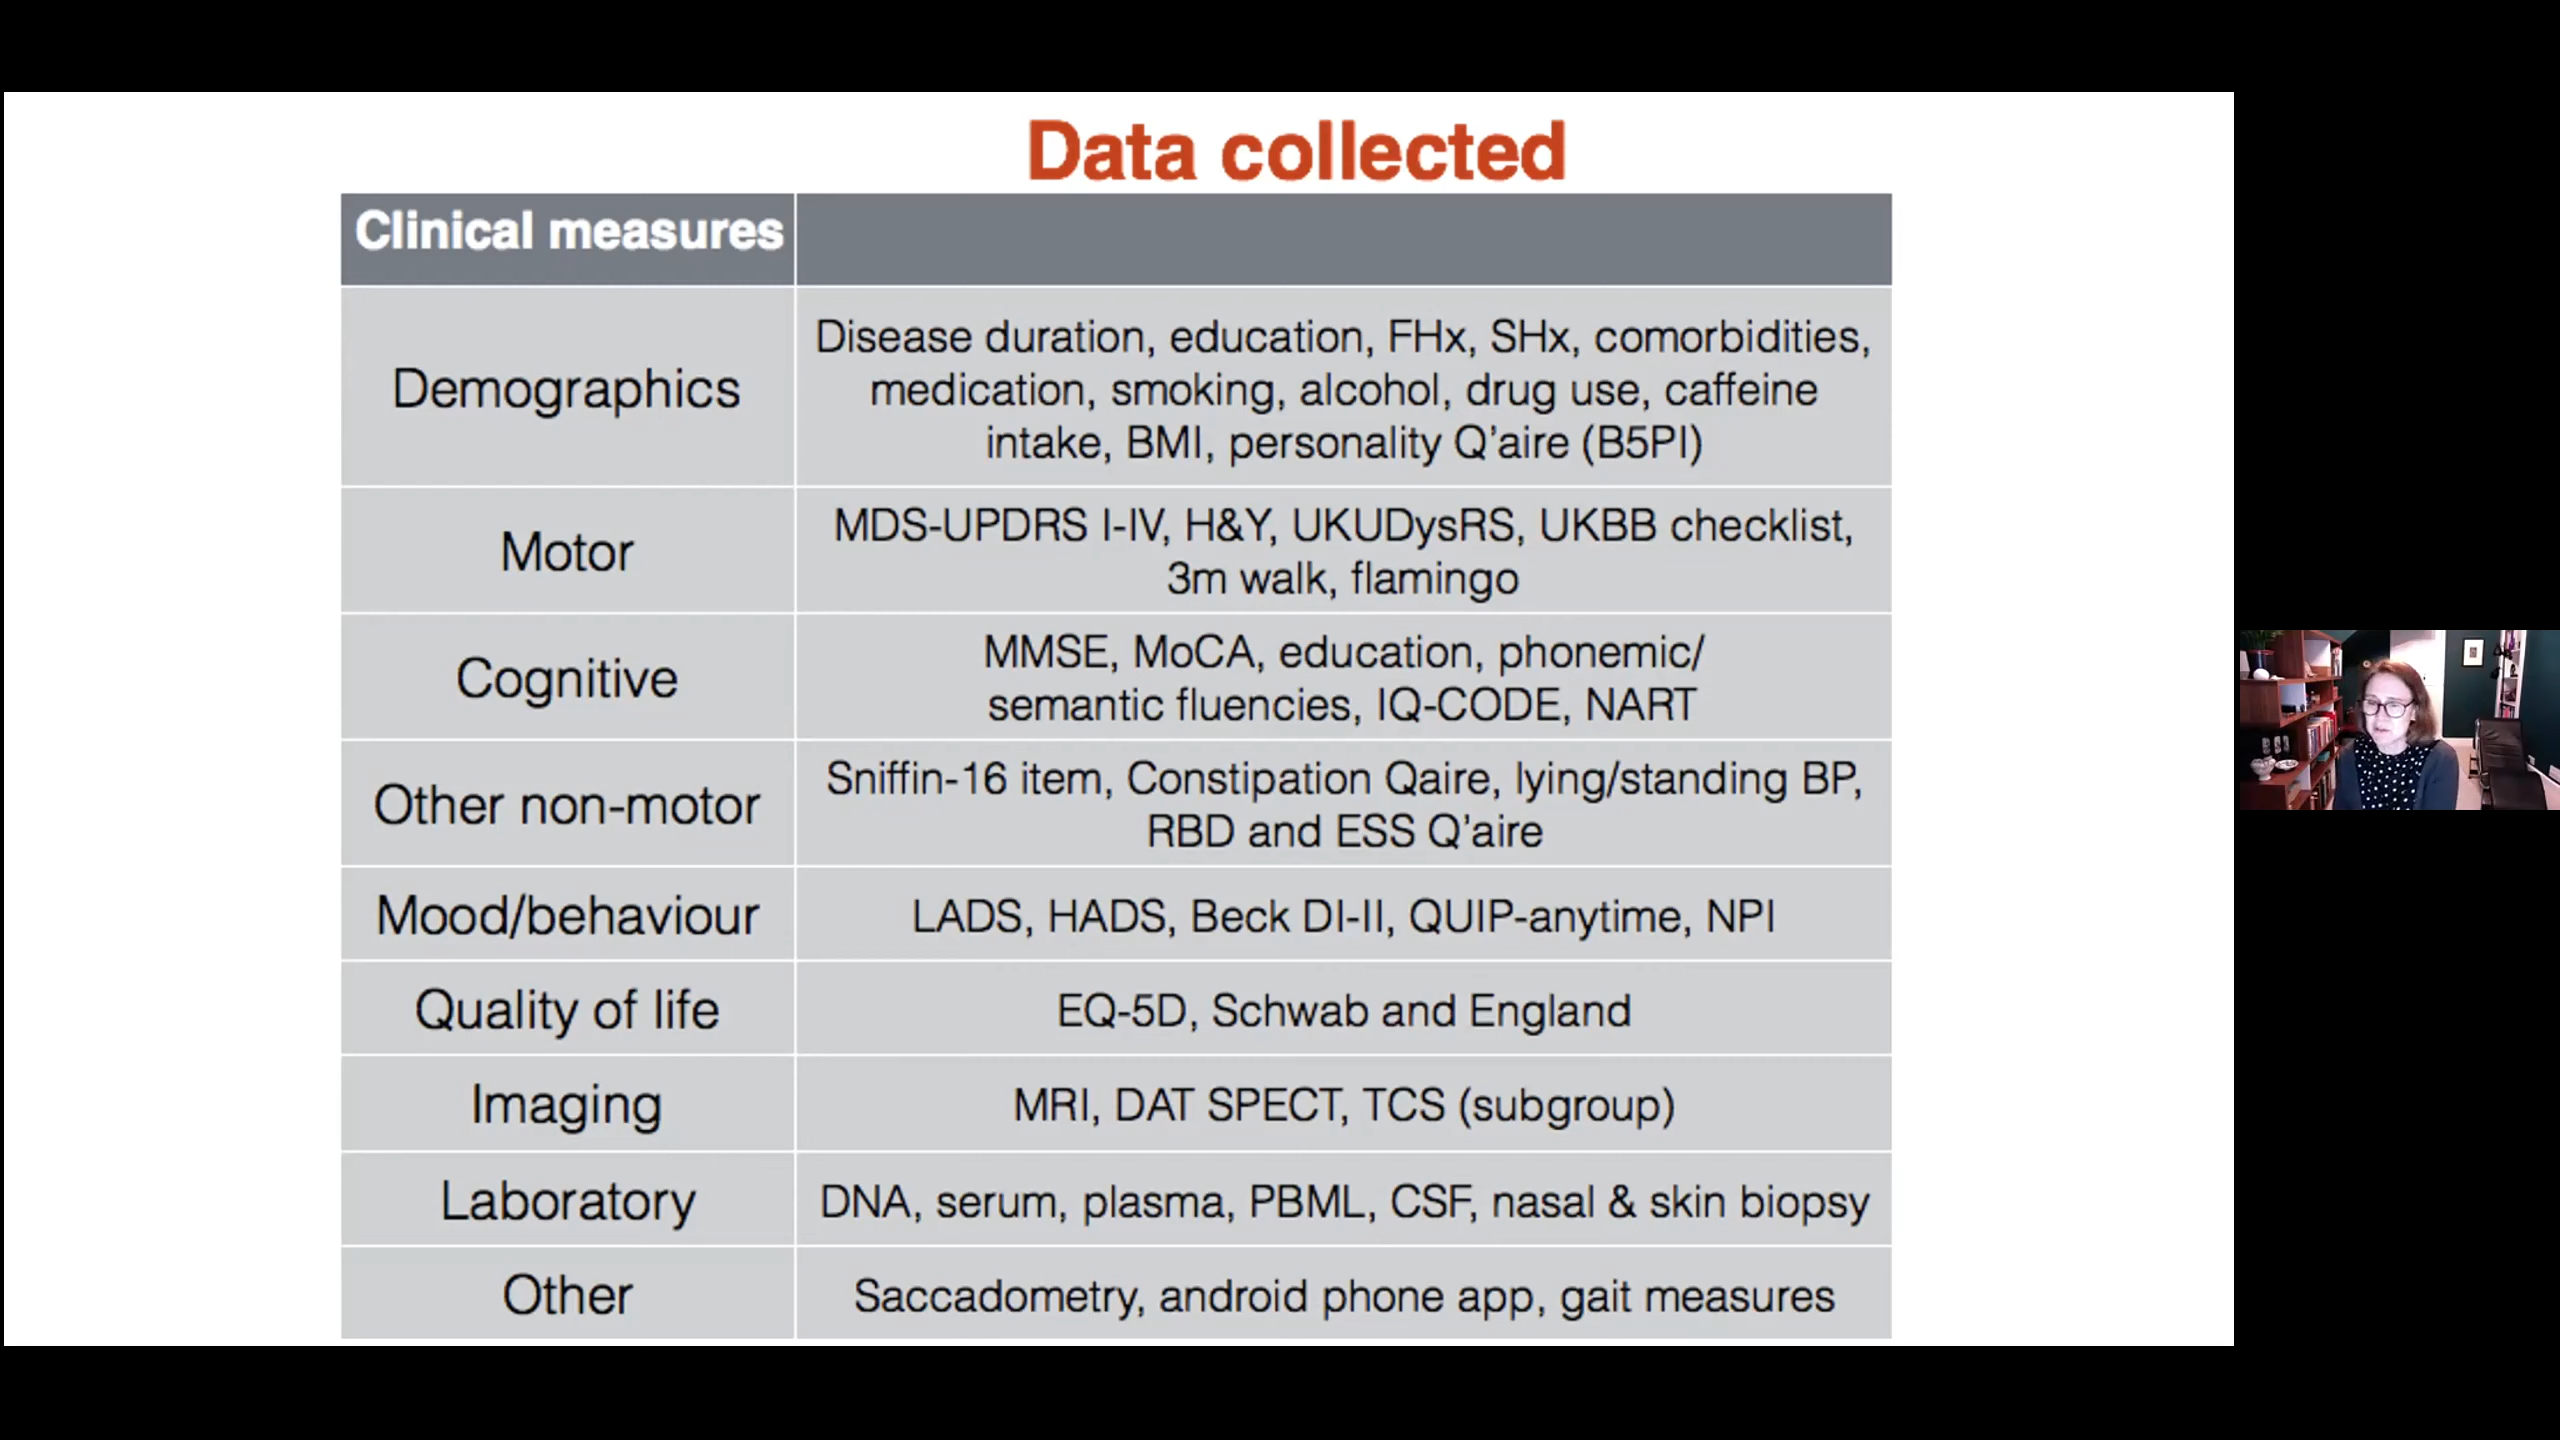 Data collected
Clinical measures
Demographics
Disease duration, education, FHx, SHx, comorbidities,
medication, smoking, alcohol, drug use, caffeine
intake, BMI, personality Q’aire (B5PI)
Motor
MDS-UPDRS I-IV, H&Y, UKUDysRS, UKBB checklist,
3m walk, flamingo
Cognitive
MMSE, MoCA, education, phonemic/
semantic fluencies, IQ-CODE, NART
Other non-motor
Sniffin-16 item, Constipation Qaire, lying/standing BP,
RBD and ESS Q’aire
Mood/behaviour
LADS, HADS, Beck DI-II, QUIP-anytime, NPI
Quality of life
EQ-5D, Schwab and England
Imaging
MRI, DAT SPECT, TCS (subgroup)
Laboratory
DNA, serum, plasma, PBML, CSF, nasal & skin biopsy
Other
Saccadometry, android phone app, gait measures